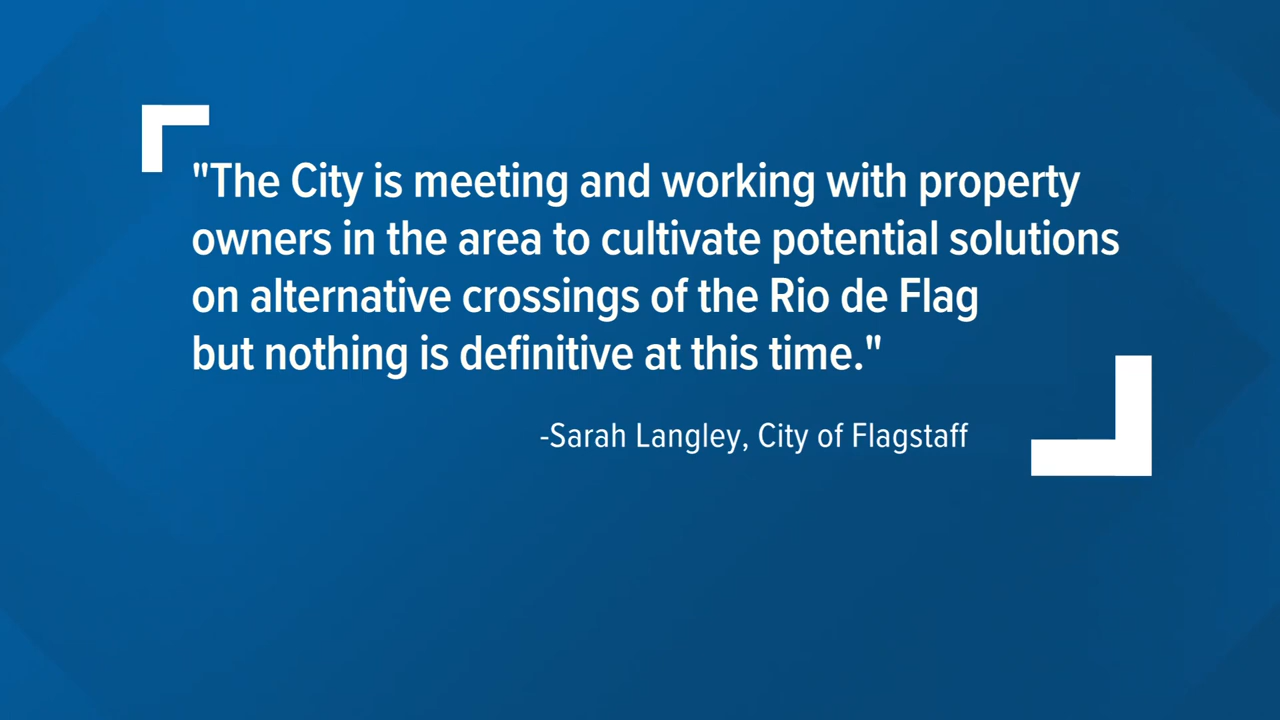 "The City is meeting and working with property
owners in the area to cultivate potential solutions
on alternative crossings of the Rio de Flag
but nothing is definitive at this time."
-Sarah Langley, City of Flagstaff